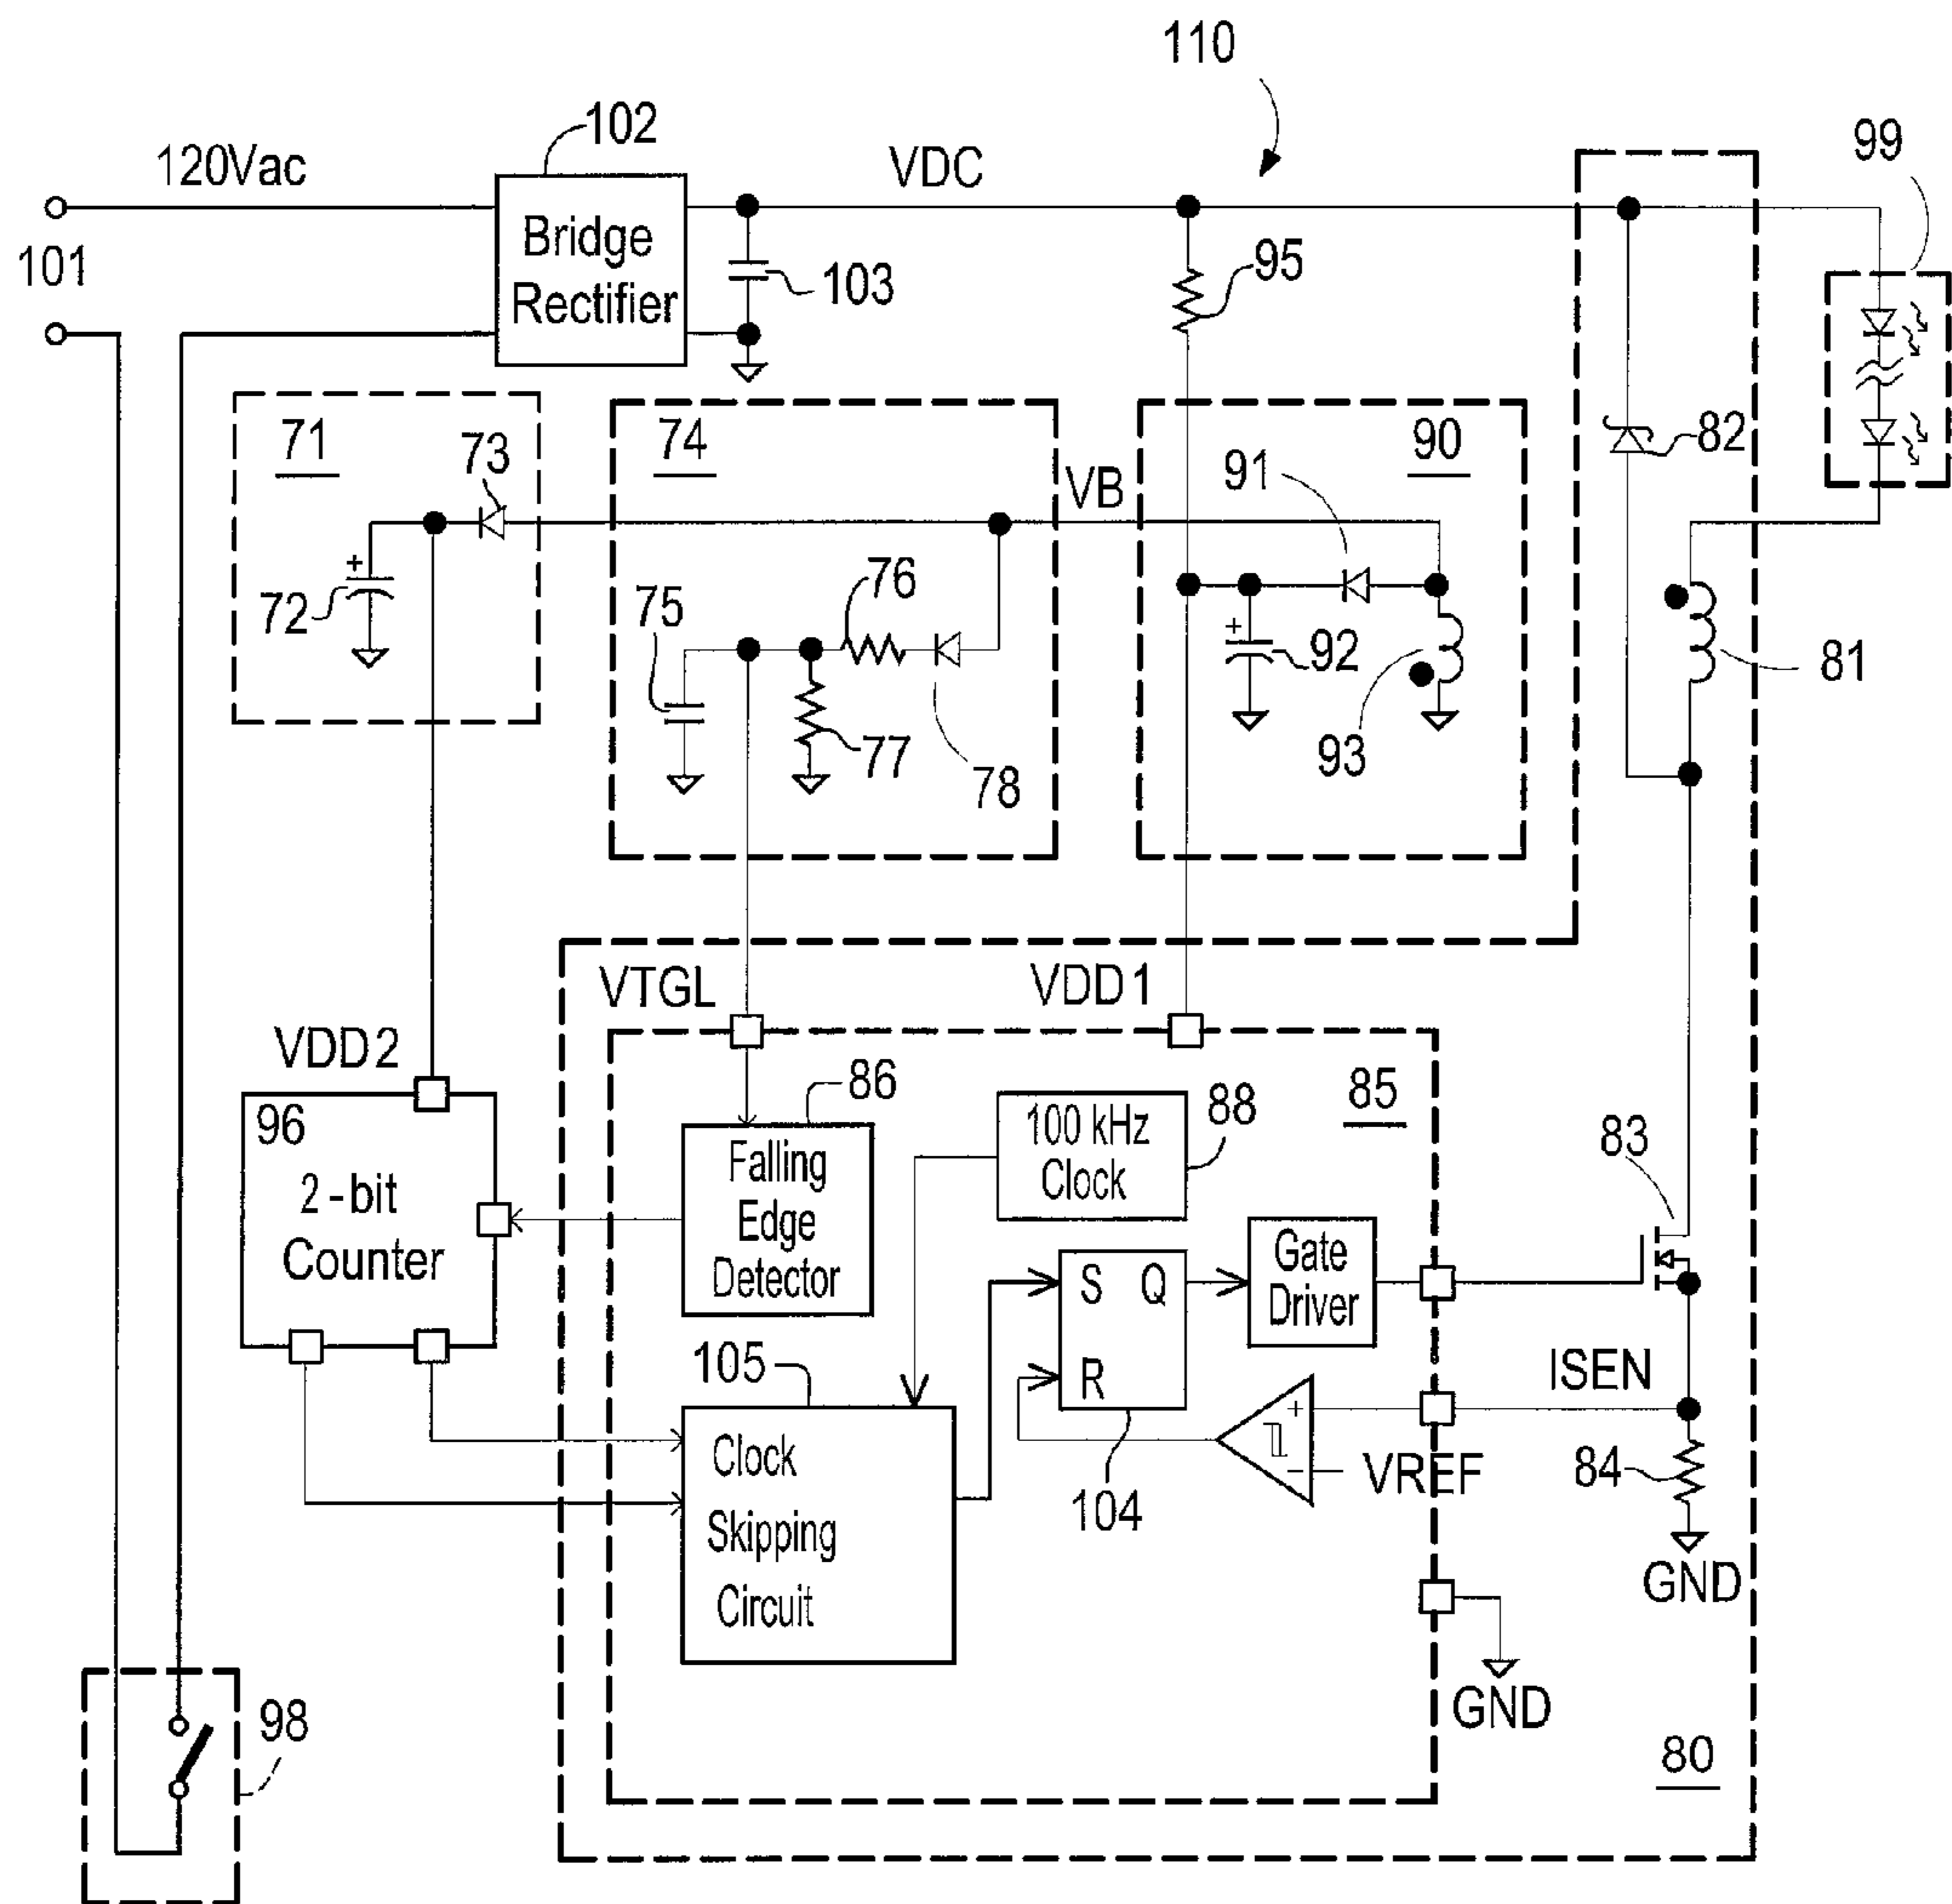 110
102
99
120Vac
VDC
Bridge
Rectifier
101
95
103
71
73
74
90
82
VB
91
76
75
72
92
81
93
77
78
VTGL
VDD1
VDD2
86
85
96
100 kHz
Clock
88
83
2-bit
Counter
Falling
Edge
Detector
Gate
Driver
S Q
105
R
ISEN
+
-
VREF
84
Clock
Skipping
Circuit
104
GND
GND
98
80